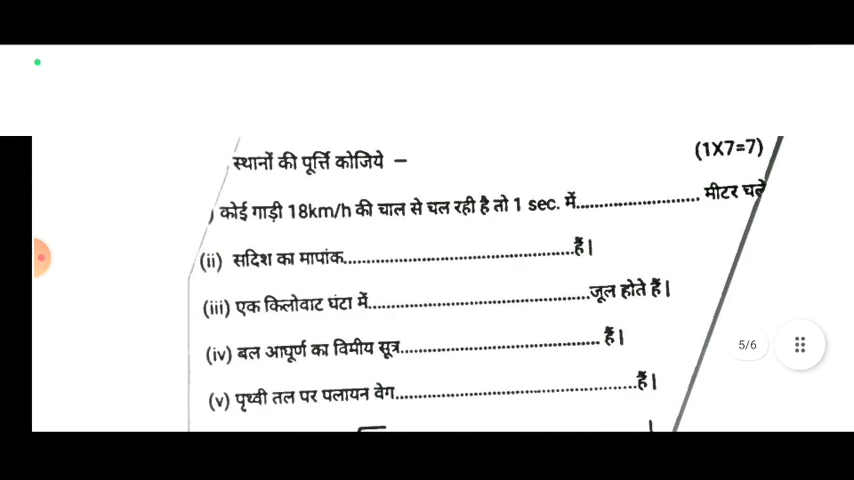 स्थानों की पूर्त्ति कोजिये – (1X7=7)
) कोई गाड़ी 18km/h की चाल से चल रही है तो 1 sec. में........................... मीटर चले
(ii) सदिश का मापांक...................................................हैं|
(iii) एक किलोवाट घंटा में.................................................जूल होते हैं|
(iv) बल आघूर्ण का विमीय सूत्र............................................ हैं|
(v) पृथ्वी तल पर पलायन वेग.....................................................हैं|
5/6